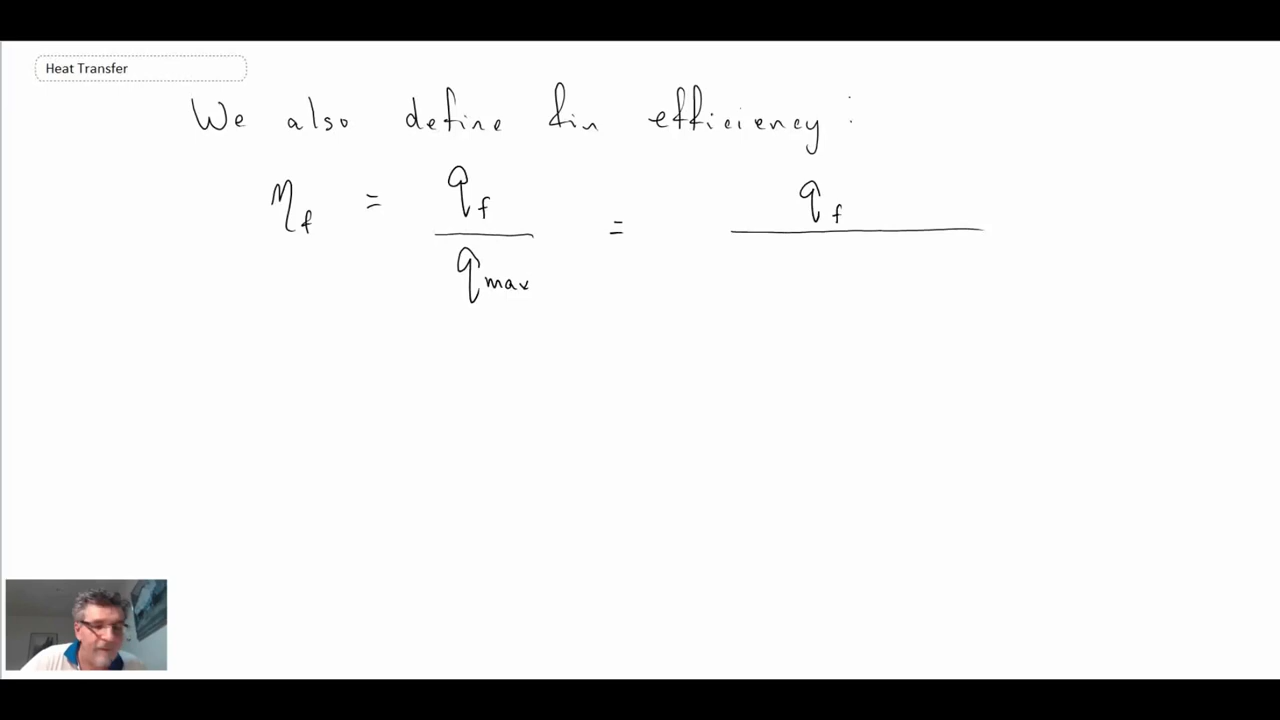 Heat Transfer
We also define fin efficiency :
η_f = q_f / q_max = q_f /